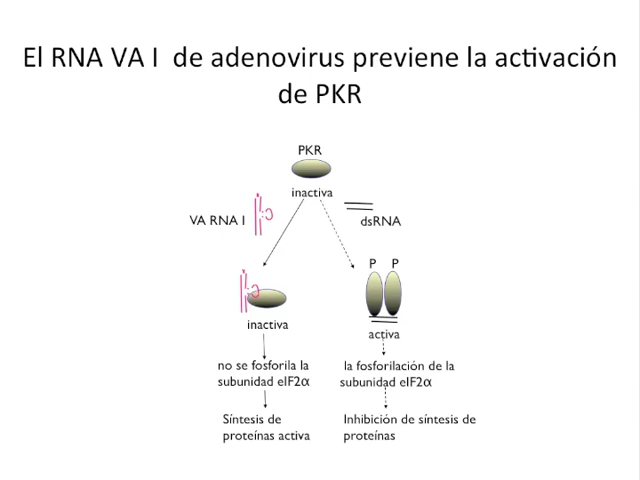 El RNA VA I de adenovirus previene la activación
de PKR
PKR
inactiva
VA RNA I
dsRNA
P P
inactiva
activa
no se fosforila la
subunidad eIF2α
la fosforilación de la
subunidad eIF2α
Síntesis de
proteínas activa
Inhibición de síntesis de
proteínas